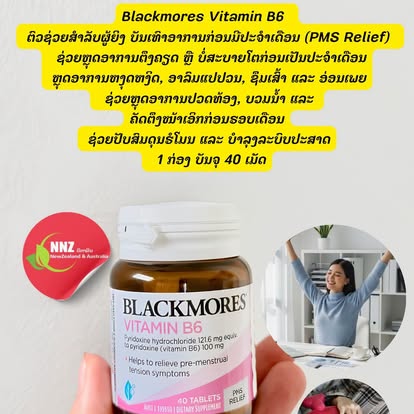 Blackmores Vitamin B6
ຕົວຊ່ວຍສຳລັບຜູ້ຍິງ ບັນເທົາອາການກ່ອນມີປະຈຳເດືອນ (PMS Relief)
ຊ່ວຍຫຼຸດອາການຕຶງຄຽດ ຫຼື ບໍ່ສະບາຍໂຕກ່ອນເປັນປະຈຳເດືອນ
ຫຼຸດອາການຫງຸດຫງິດ, ອາລົມແປປວນ, ຊຶມເສົ້າ ແລະ ອ່ອນເພຍ
ຊ່ວຍຫຼຸດອາການປວດທ້ອງ, ບວມນ້ຳ ແລະ
ຄັດຕຶງໜ້າເອິກກ່ອນຮອບເດືອນ
ຊ່ວຍປັບສົມດຸນຮໍໂມນ ແລະ ບຳລຸງລະບົບປະສາດ
1 ກ່ອງ ບັນຈຸ 40 ເມັດ
NNZ
NewZealand & Australia
BLACKMORES
VITAMIN B6
Pyridoxine hydrochloride 121.6 mg equiv.
to pyridoxine (vitamin B6) 100 mg
• Helps to relieve pre-menstrual
tension symptoms
40 TABLETS
PMS
RELIEF
DIETARY SUPPLEMENT